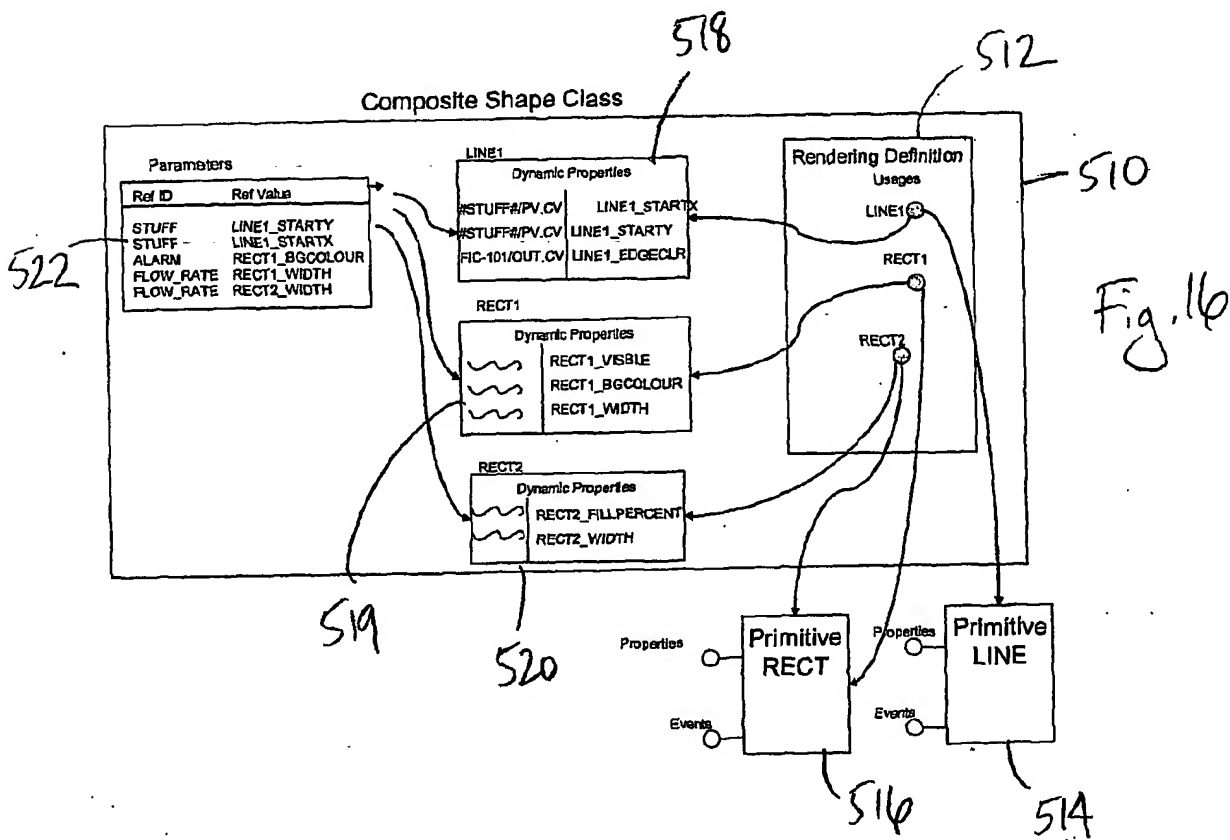 518
512
Composite Shape Class
510
Fig. 16
Parameters
Ref ID Ref Value
STUFF LINE1_STARTY
STUFF LINE1_STARTX
ALARM RECT1_BGCOLOUR
FLOW_RATE RECT1_WIDTH
FLOW_RATE RECT2_WIDTH
522
LINE1
Dynamic Properties
#STUFF#/PV.CV LINE1_STARTX
#STUFF#/PV.CV LINE1_STARTY
FIC-101/OUT.CV LINE1_EDGECLR
RECT1
Dynamic Properties
RECT1_VISBLE
RECT1_BGCOLOUR
RECT1_WIDTH
519
RECT2
Dynamic Properties
RECT2_FILLPERCENT
RECT2_WIDTH
520
Rendering Definition
Usages
LINE1
RECT1
RECT2
Properties
Primitive
RECT
Events
516
Properties
Primitive
LINE
Events
514